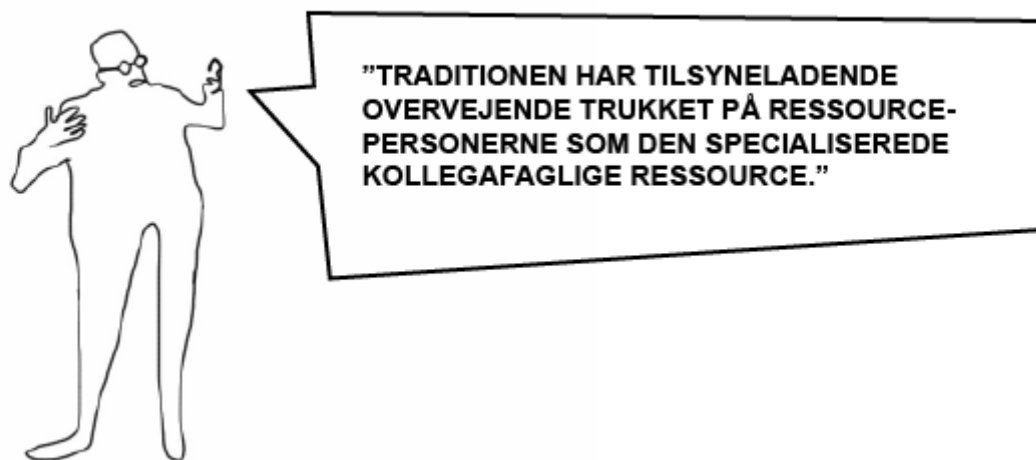 ”TRADITIONEN HAR TILSYNELADENDE
OVERVEJENDE TRUKKET PÅ RESSOURCE-
PERSONERNE SOM DEN SPECIALISEREDE
KOLLEGAFAGLIGE RESSOURCE.”